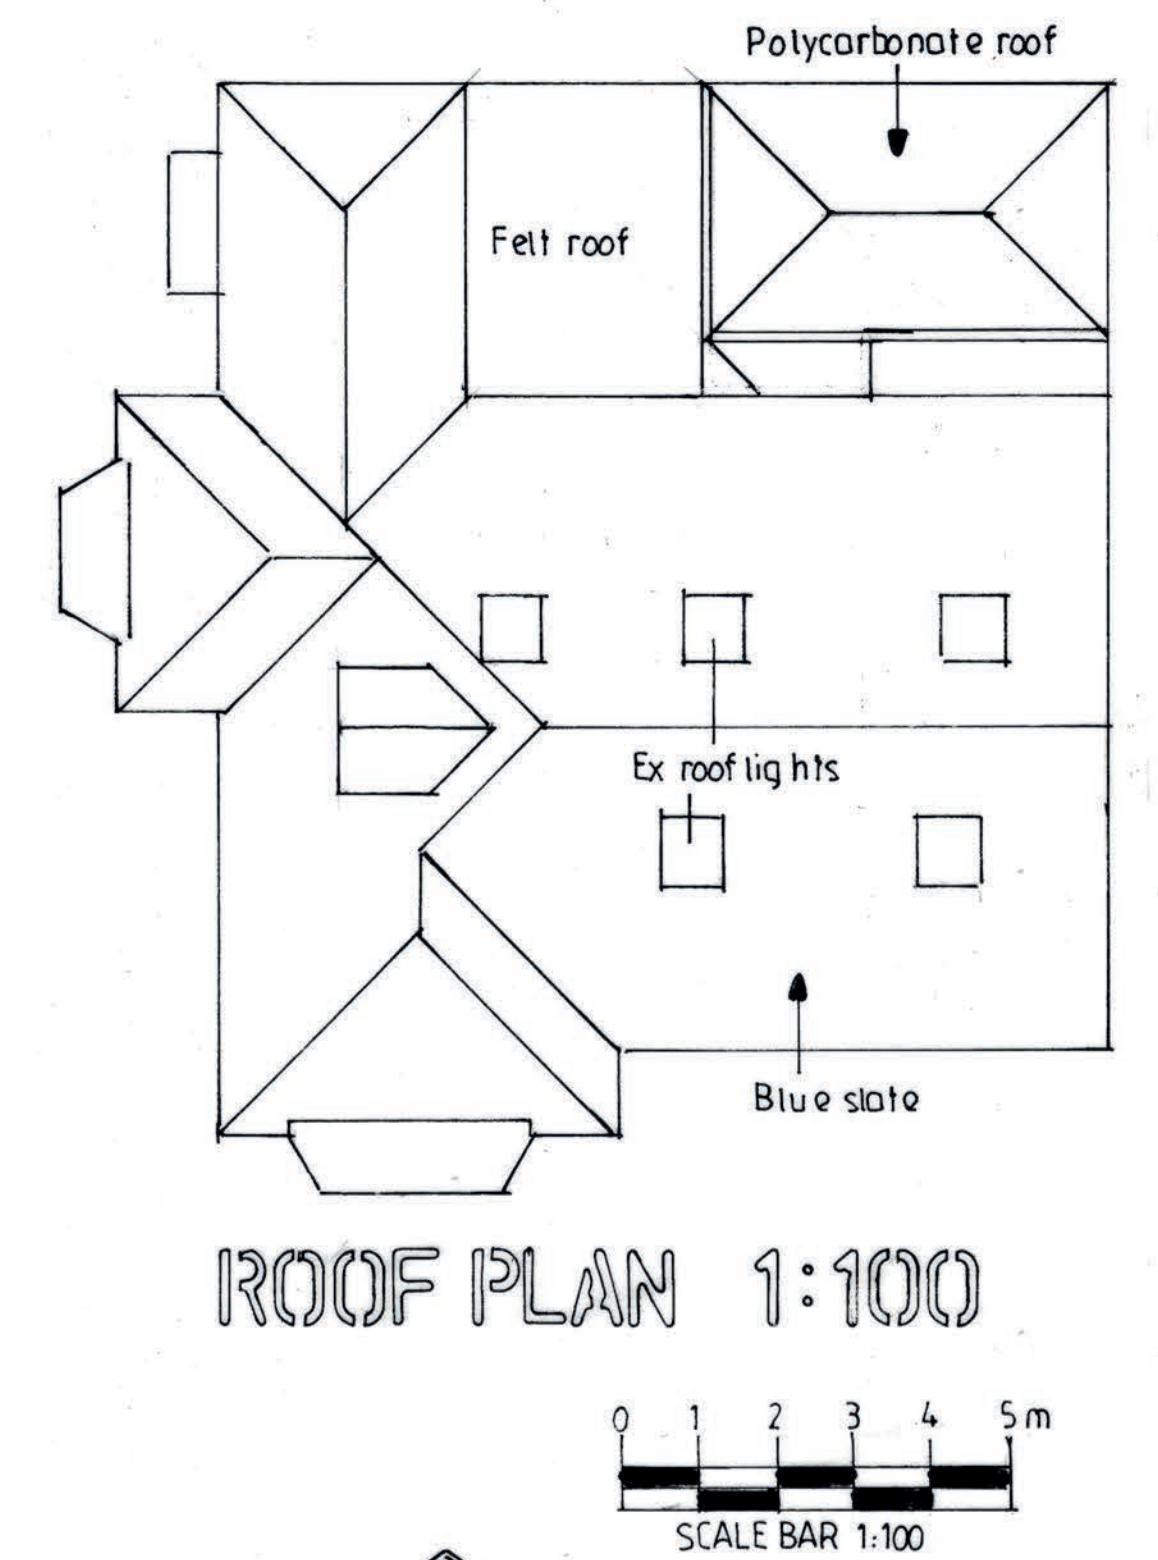 Polycarbonate roof
Felt roof
Ex roof lights
Blue slate
ROOF PLAN 1:100
0 1 2 3 4 5m
SCALE BAR 1:100